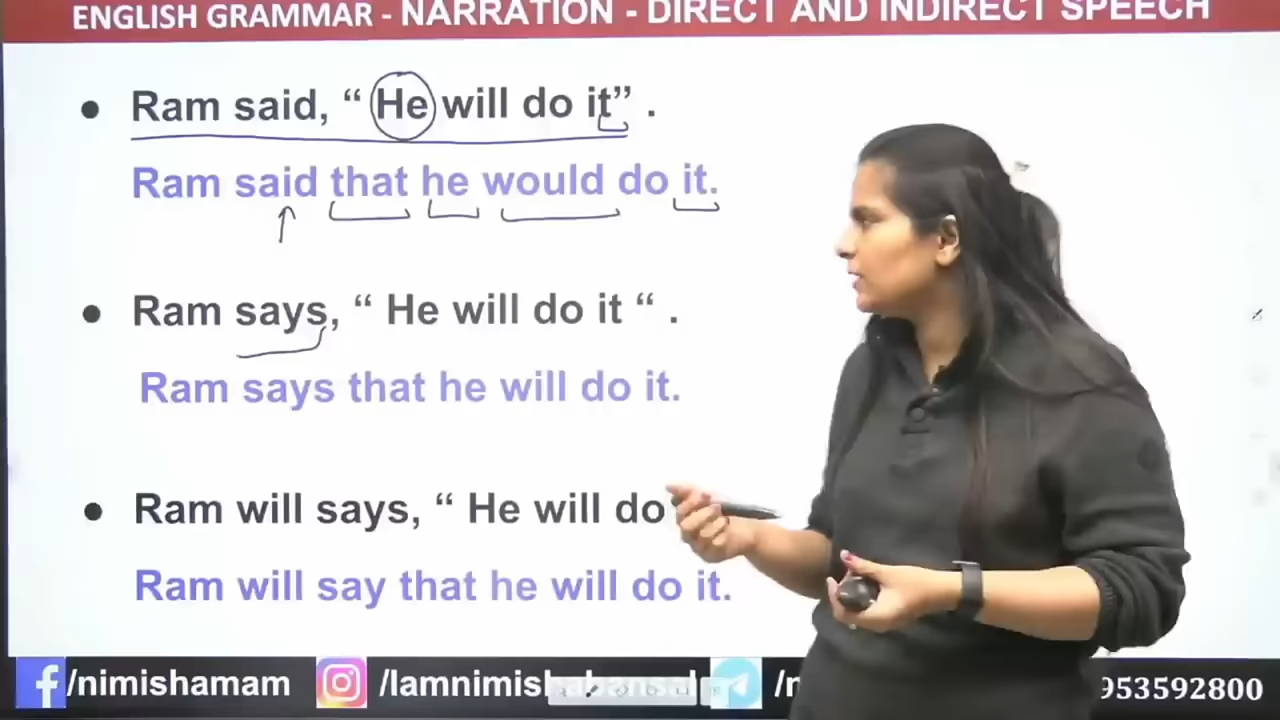 ENGLISH GRAMMAR - NARRATION - DIRECT AND INDIRECT SPEECH
• Ram said, “ He will do it” .
Ram said that he would do it.
• Ram says, “ He will do it “ .
Ram says that he will do it.
• Ram will says, “ He will do
Ram will say that he will do it.
/nimishamam
953592800